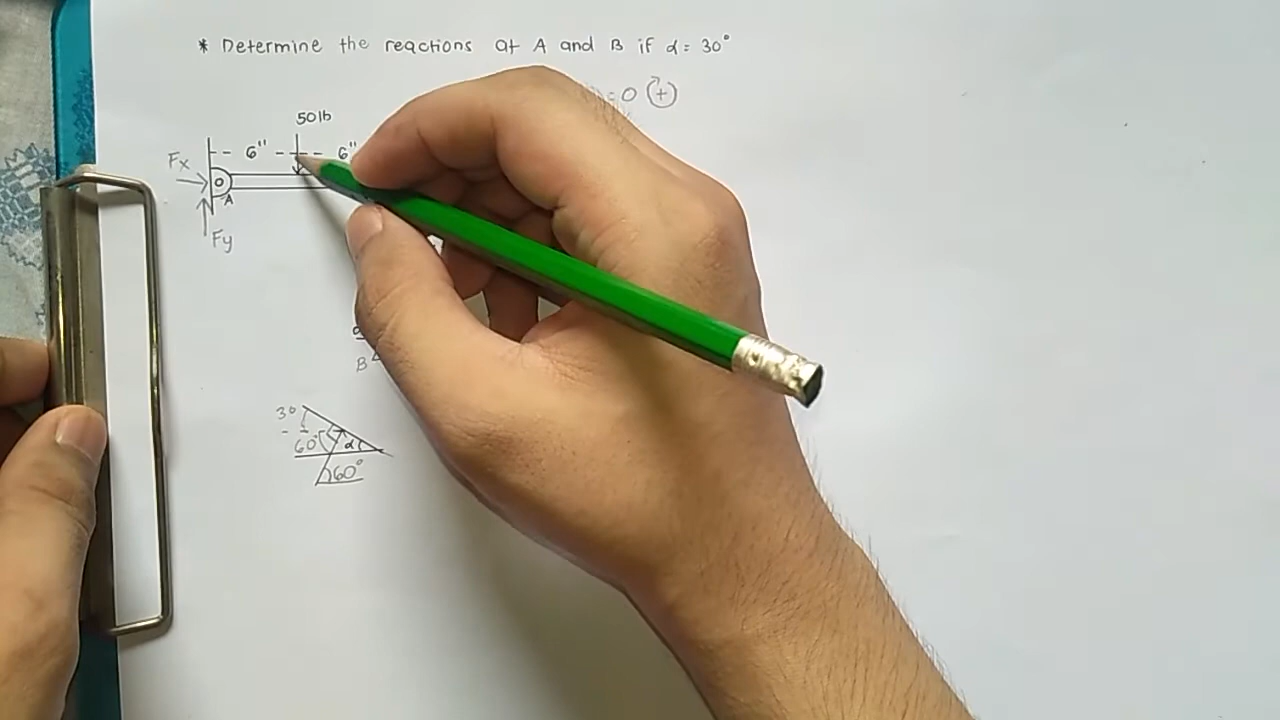 * Determine the reactions at A and B if α = 30°
= 0 (+)
50 lb
6" 6"
Fx
A
Fy
B
30
60° α
60°